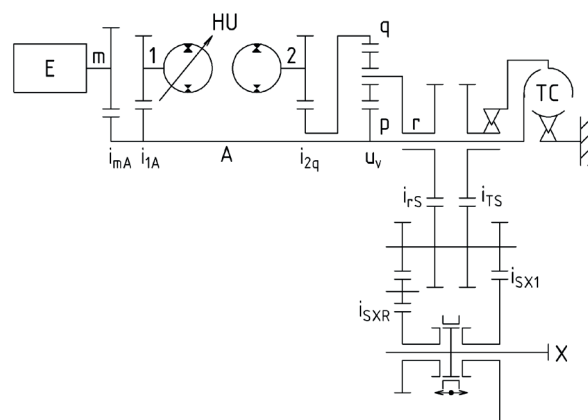 HU
q
E
m
1
2
TC
p
r
A
i_mA
i_1A
i_2q
u_v
i_rS
i_TS
i_SX1
i_SXR
X